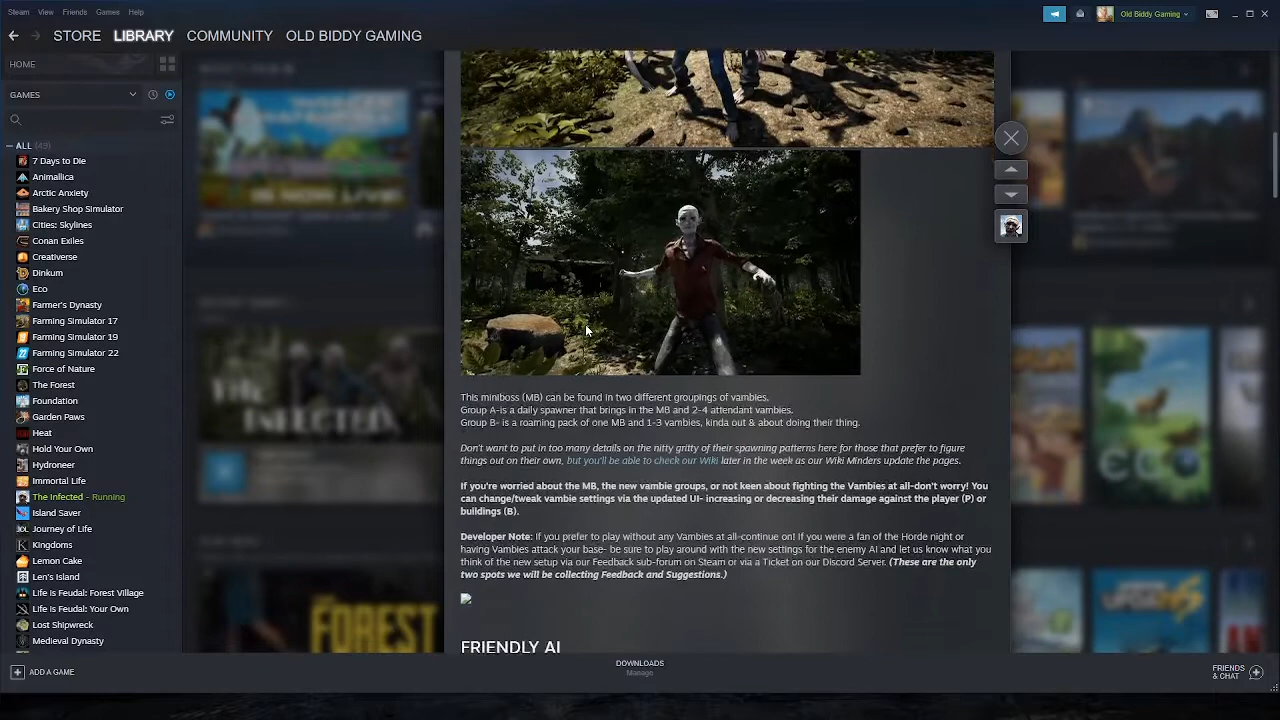 Steam View Friends Games Help
Old Biddy Gaming
STORE LIBRARY COMMUNITY OLD BIDDY GAMING
HOME
GAMES
ALL (49)
7 Days to Die
Animallica
Arctic Anxiety
Bakery Shop Simulator
Cities: Skylines
Conan Exiles
Creativerse
Dinkum
Eco
Farmer's Dynasty
Farming Simulator 17
Farming Simulator 19
Farming Simulator 22
Force of Nature
The Forest
Foundation
Garden Paws
Heat
Hold Your Own
Hydroneer
Immortal Life
The Infected - Running
Island Saver
Journey of Life
Kingdoms
Lemon Cake
Len's Island
Life is Feudal: Forest Village
Life is Feudal: Your Own
Lost Shipwreck
Medieval Dynasty
THE INFECTED
FOREST
eco
This miniboss (MB) can be found in two different groupings of vambies.
Group A-is a daily spawner that brings in the MB and 2-4 attendant vambies.
Group B- is a roaming pack of one MB and 1-3 vambies, kinda out & about doing their thing.
Don't want to put in too many details on the nitty gritty of their spawning patterns here for those that prefer to figure
things out on their own, but you'll be able to check our Wiki later in the week as our Wiki Minders update the pages.
If you're worried about the MB, the new vambie groups, or not keen about fighting the Vambies at all-don't worry! You
can change/tweak vambie settings via the updated UI- increasing or decreasing their damage against the player (P) or
buildings (B).
Developer Note: If you prefer to play without any Vambies at all-continue on! If you were a fan of the Horde night or
having Vambies attack your base- be sure to play around with the new settings for the enemy AI and let us know what you
think of the new setup via our Feedback sub-forum on Steam or via a Ticket on our Discord Server. (These are the only
two spots we will be collecting Feedback and Suggestions.)
FRIENDLY AI
ADD A GAME
DOWNLOADS
Manage
FRIENDS
& CHAT